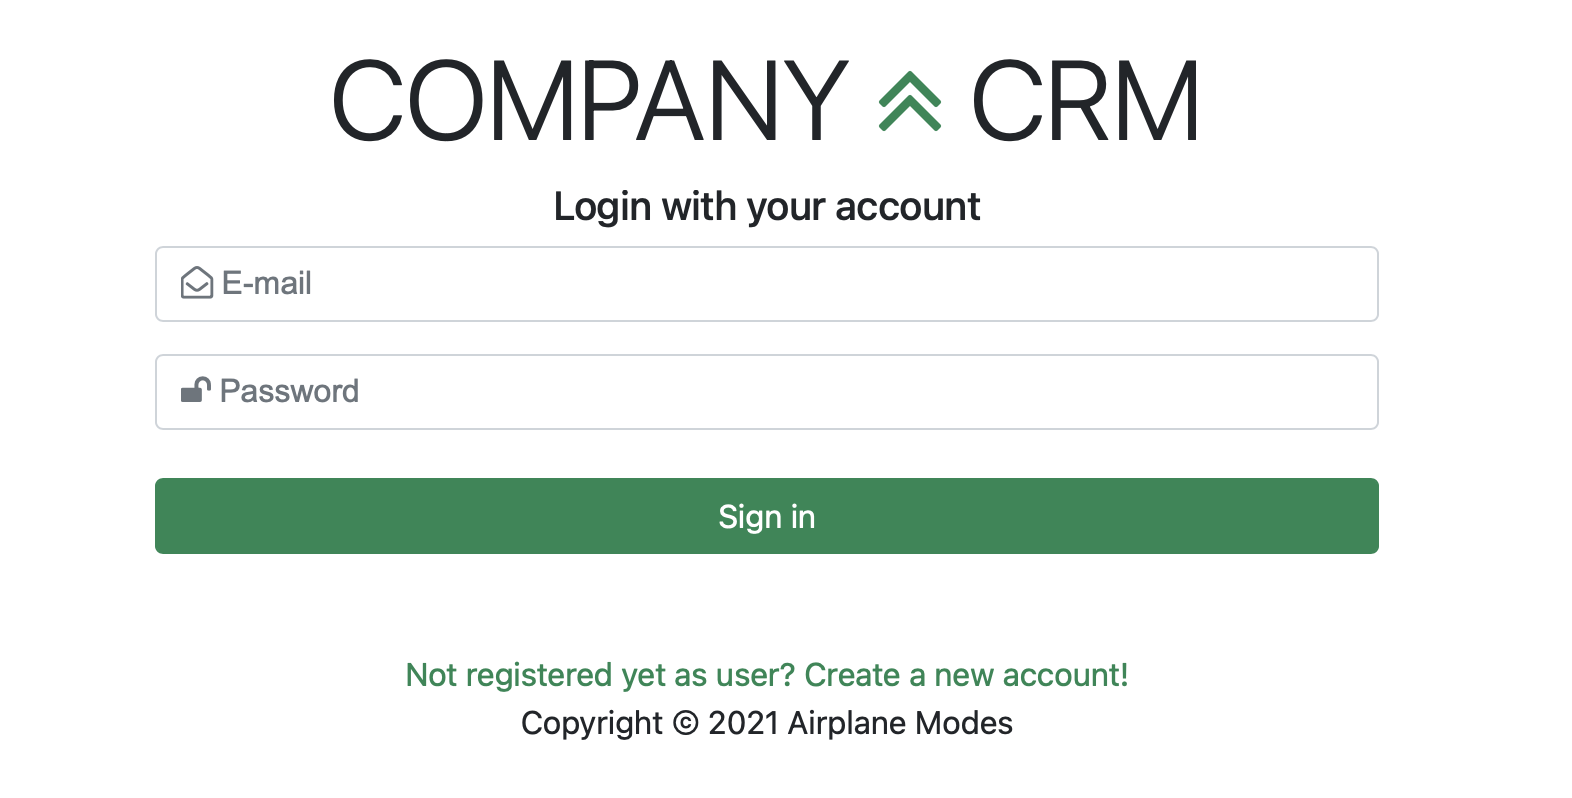 COMPANY CRM
Login with your account
E-mail
Password
Sign in
Not registered yet as user? Create a new account!
Copyright © 2021 Airplane Modes